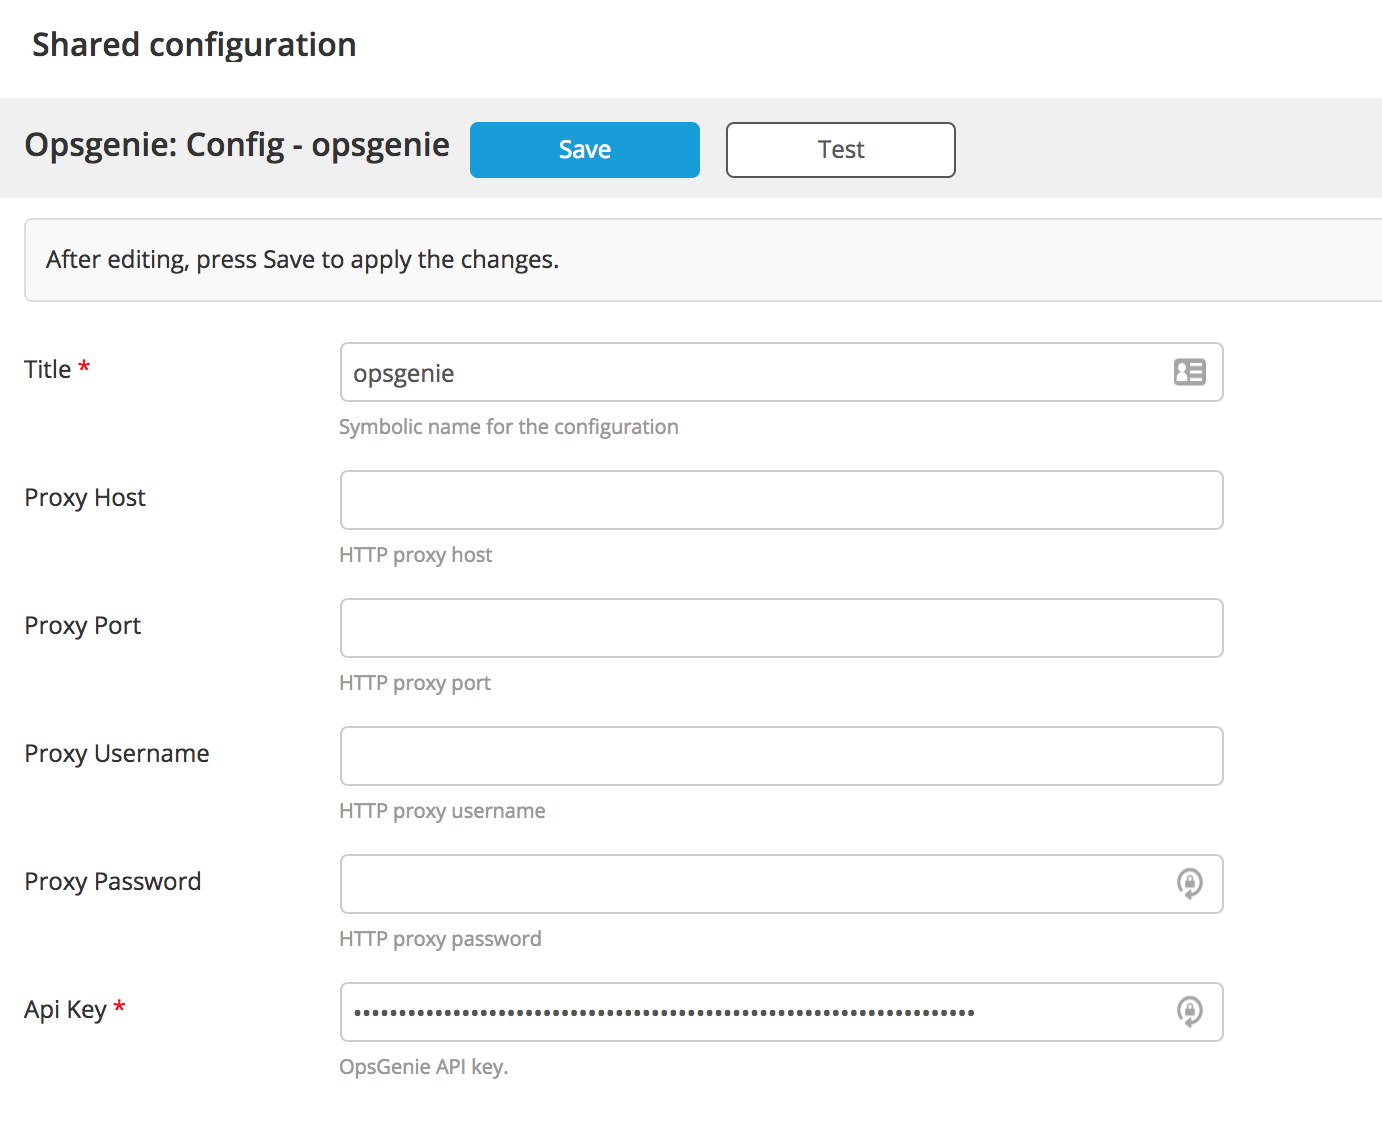 Shared configuration
Opsgenie: Config - opsgenie Save Test
After editing, press Save to apply the changes.
Title * opsgenie
Symbolic name for the configuration
Proxy Host
HTTP proxy host
Proxy Port
HTTP proxy port
Proxy Username
HTTP proxy username
Proxy Password
HTTP proxy password
Api Key *
OpsGenie API key.